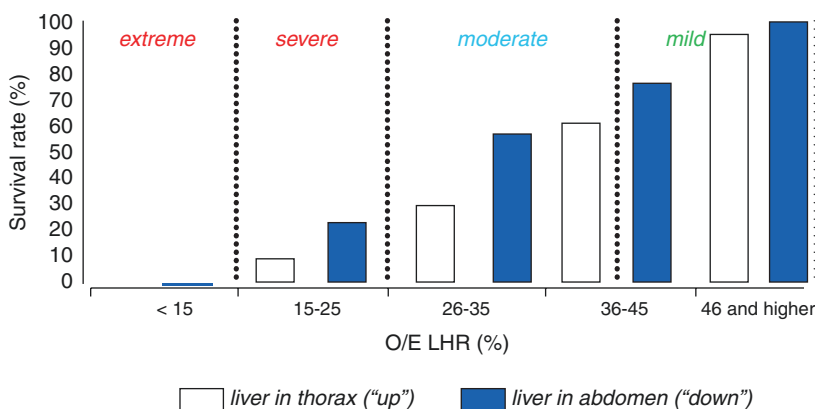 extreme severe moderate mild
Survival rate (%)
100
90
80
70
60
50
40
30
20
10
0
< 15 15-25 26-35 36-45 46 and higher
O/E LHR (%)
liver in thorax (“up”) liver in abdomen (“down”)